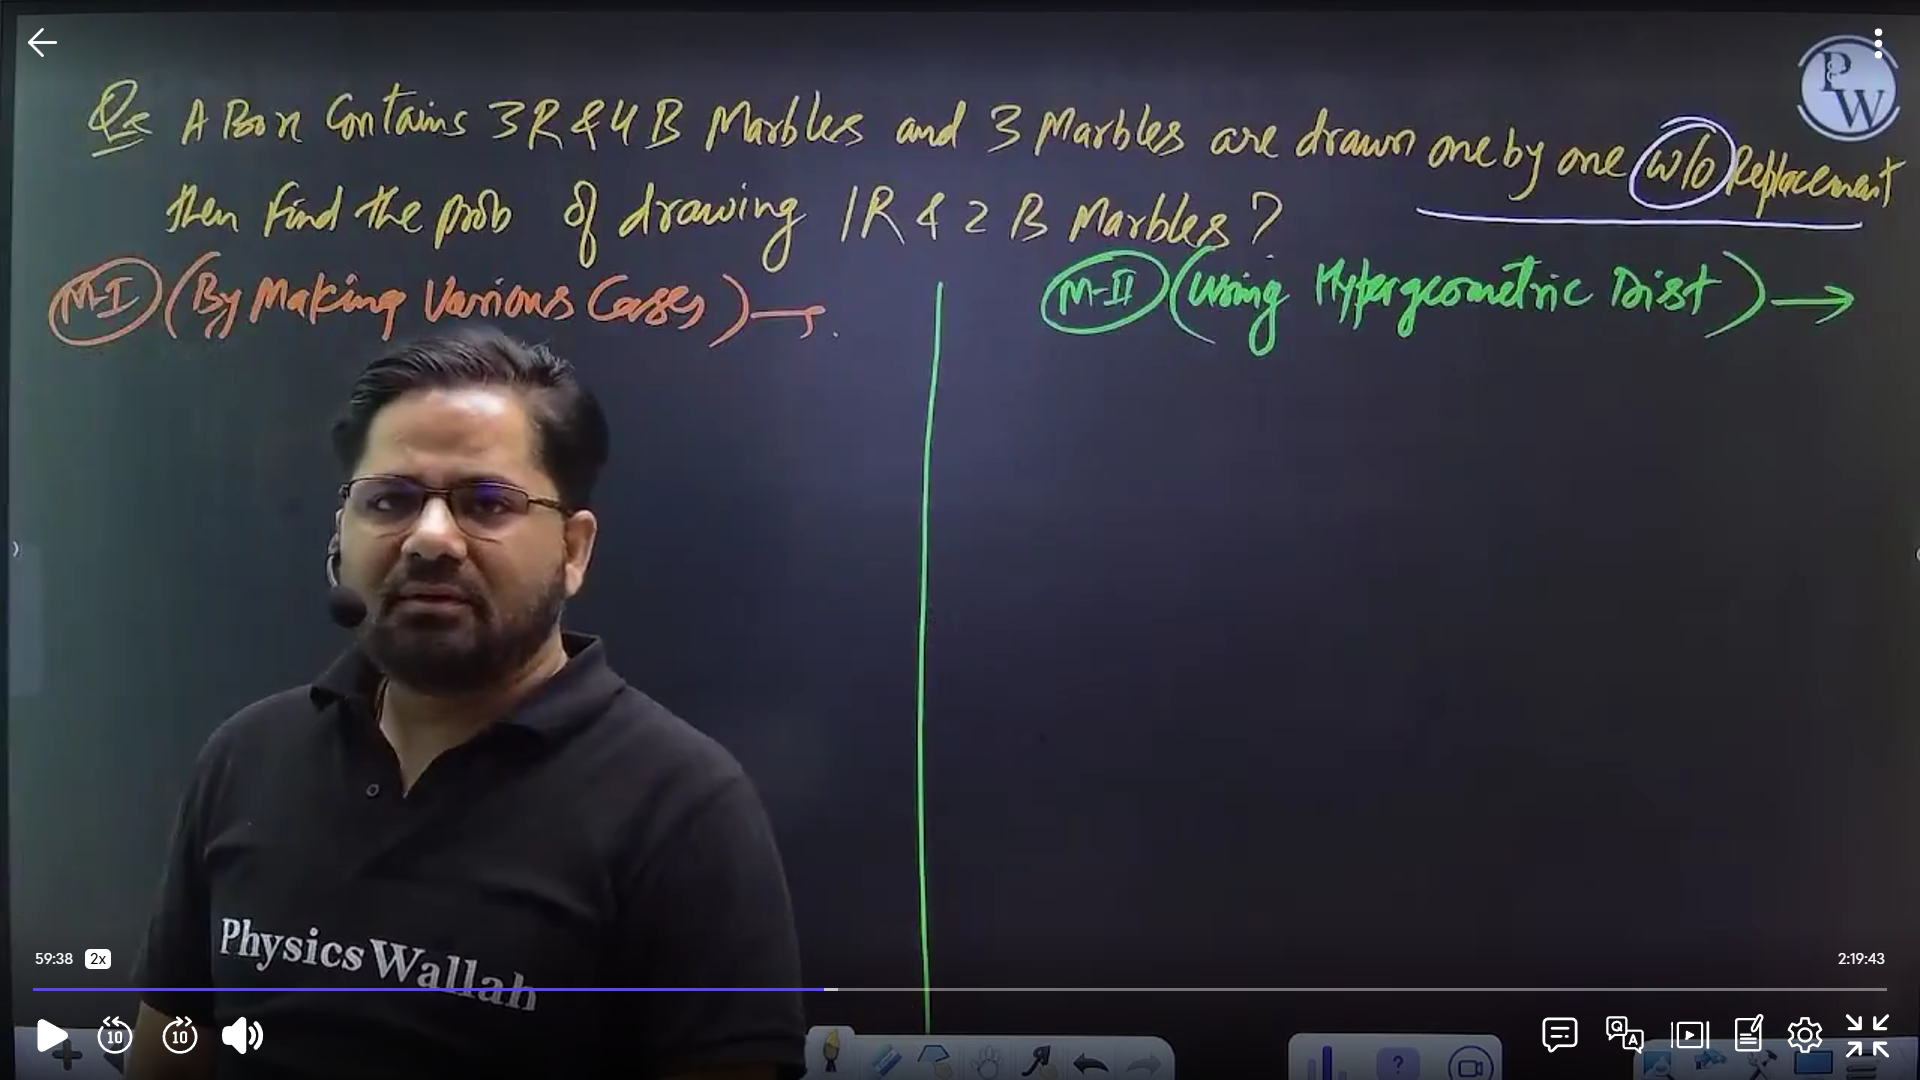 Qs A Box Contains 3R & 4B Marbles and 3 Marbles are drawn one by one w/o Replacement
then find the prob of drawing 1R & 2 B Marbles?
M-I (By Making Various Cases) →
M-II (Using Hypergeometric Dist) →
PW
Physics Wallah
59:38 2x
2:19:43
10 10